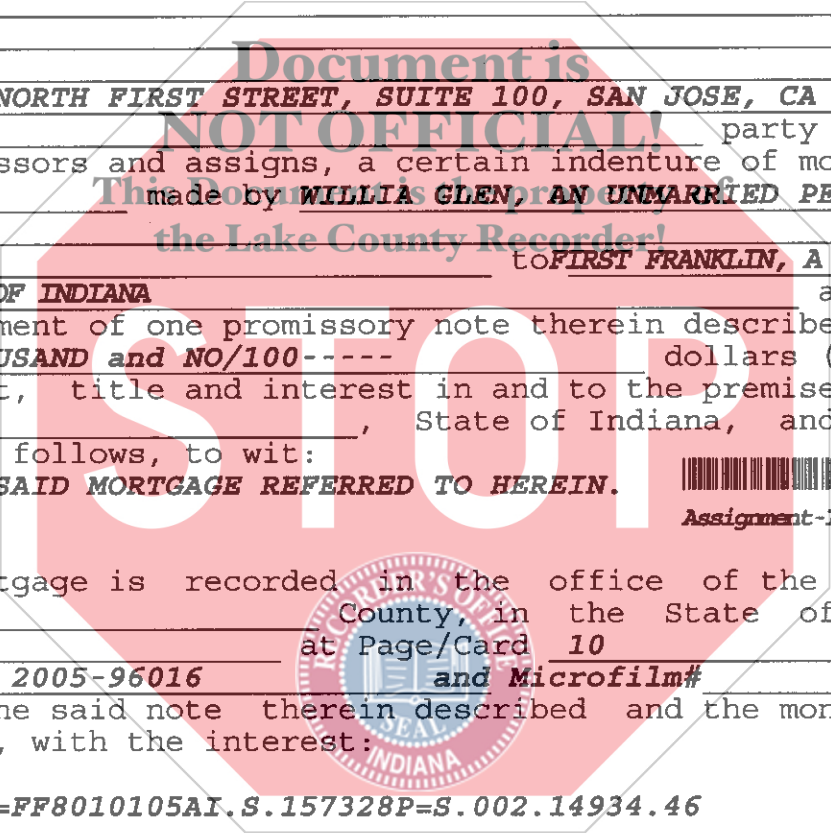 Document is
NORTH FIRST STREET, SUITE 100, SAN JOSE, CA
NOT OFFICIAL! party
ssors and assigns, a certain indenture of mo
This Document is the property of
made by WILLIA GLEN, AN UNMARRIED PE
the Lake County Recorder!
to FIRST FRANKLIN, A
OF INDIANA a
ment of one promissory note therein describe
USAND and NO/100----- dollars (
t, title and interest in and to the premise
, State of Indiana, and
follows, to wit:
SAID MORTGAGE REFERRED TO HEREIN.
Assignment-
STOP
tgage is recorded in the office of the
County, in the State of
at Page/Card 10
2005-96016 and Microfilm#
he said note therein described and the mon
, with the interest:
RECORDER'S OFFICE
SEAL
INDIANA
=FF8010105AI.S.157328P=S.002.14934.46